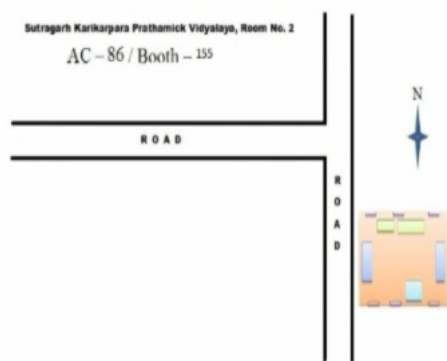 Sutragarh Karikarpara Prathamick Vidyalaya, Room No. 2
AC – 86 / Booth – 155
N
ROAD
ROAD